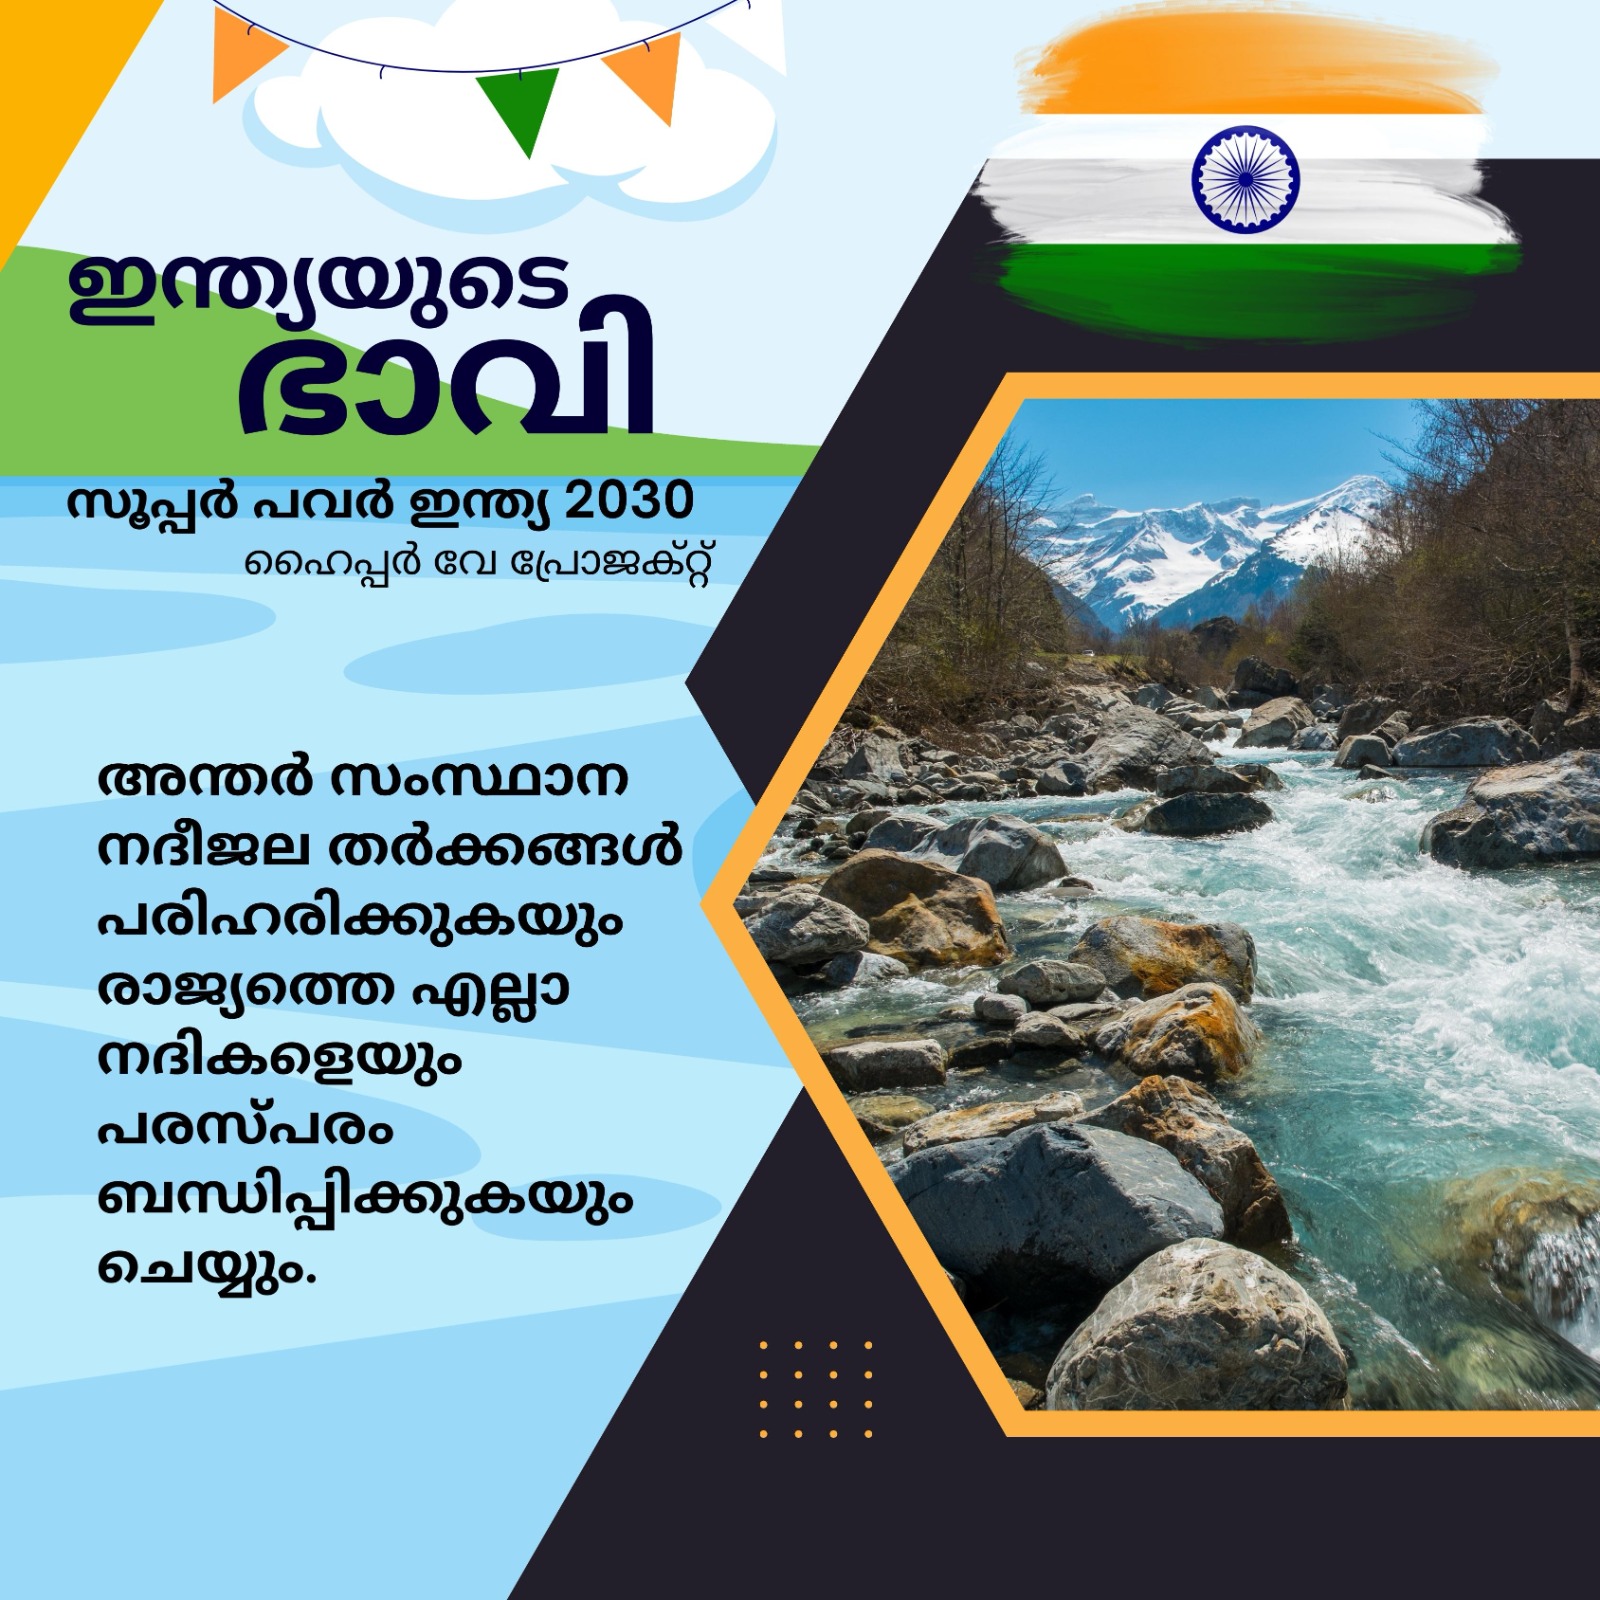 ഇന്ത്യയുടെ
ഭാവി
സൂപ്പർ പവർ ഇന്ത്യ 2030
ഹൈപ്പർ വേ പ്രോജക്റ്റ്
അന്തർ സംസ്ഥാന
നദീജല തർക്കങ്ങൾ
പരിഹരിക്കുകയും
രാജ്യത്തെ എല്ലാ
നദികളെയും
പരസ്പരം
ബന്ധിപ്പിക്കുകയും
ചെയ്യും.